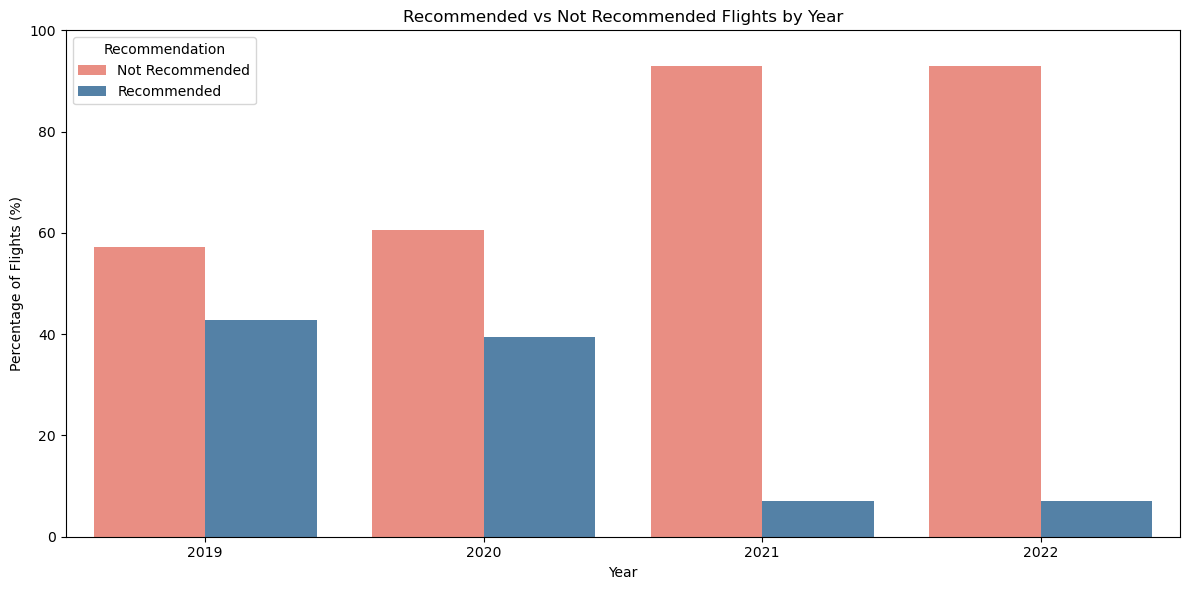 Recommended vs Not Recommended Flights by Year
100
80
60
40
20
0
Percentage of Flights (%)
Recommendation
Not Recommended
Recommended
2019 2020 2021 2022
Year